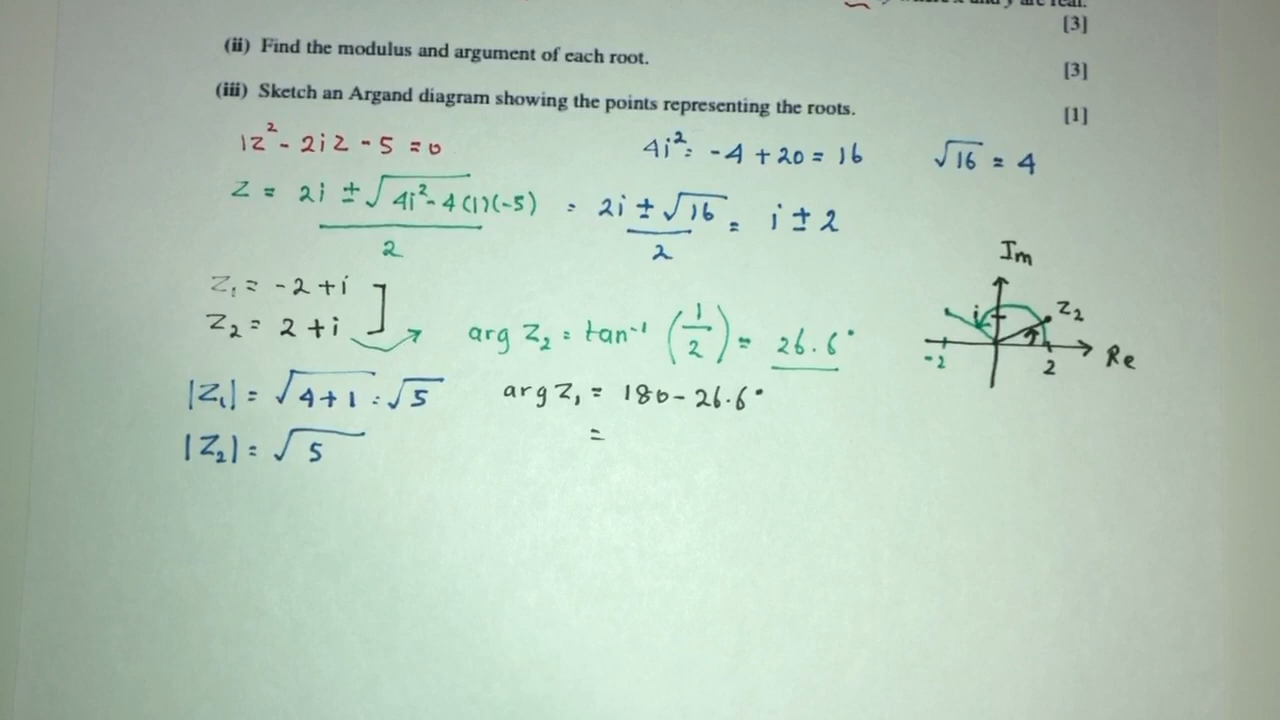 y are real.
[3]
(ii) Find the modulus and argument of each root.
[3]
(iii) Sketch an Argand diagram showing the points representing the roots.
[1]
1z² - 2iz - 5 = 0
4i² = -4 + 20 = 16
√16 = 4
z = 2i ± √4i² - 4(1)(-5) / 2 = 2i ± √16 / 2 = i ± 2
Im
z₁ = -2 + i
z₂ = 2 + i
i
z₂
-2
2
Re
arg z₂ = tan⁻¹ (1/2) = 26.6°
|z₁| = √4+1 = √5
arg z₁ = 180 - 26.6°
=
|z₂| = √5